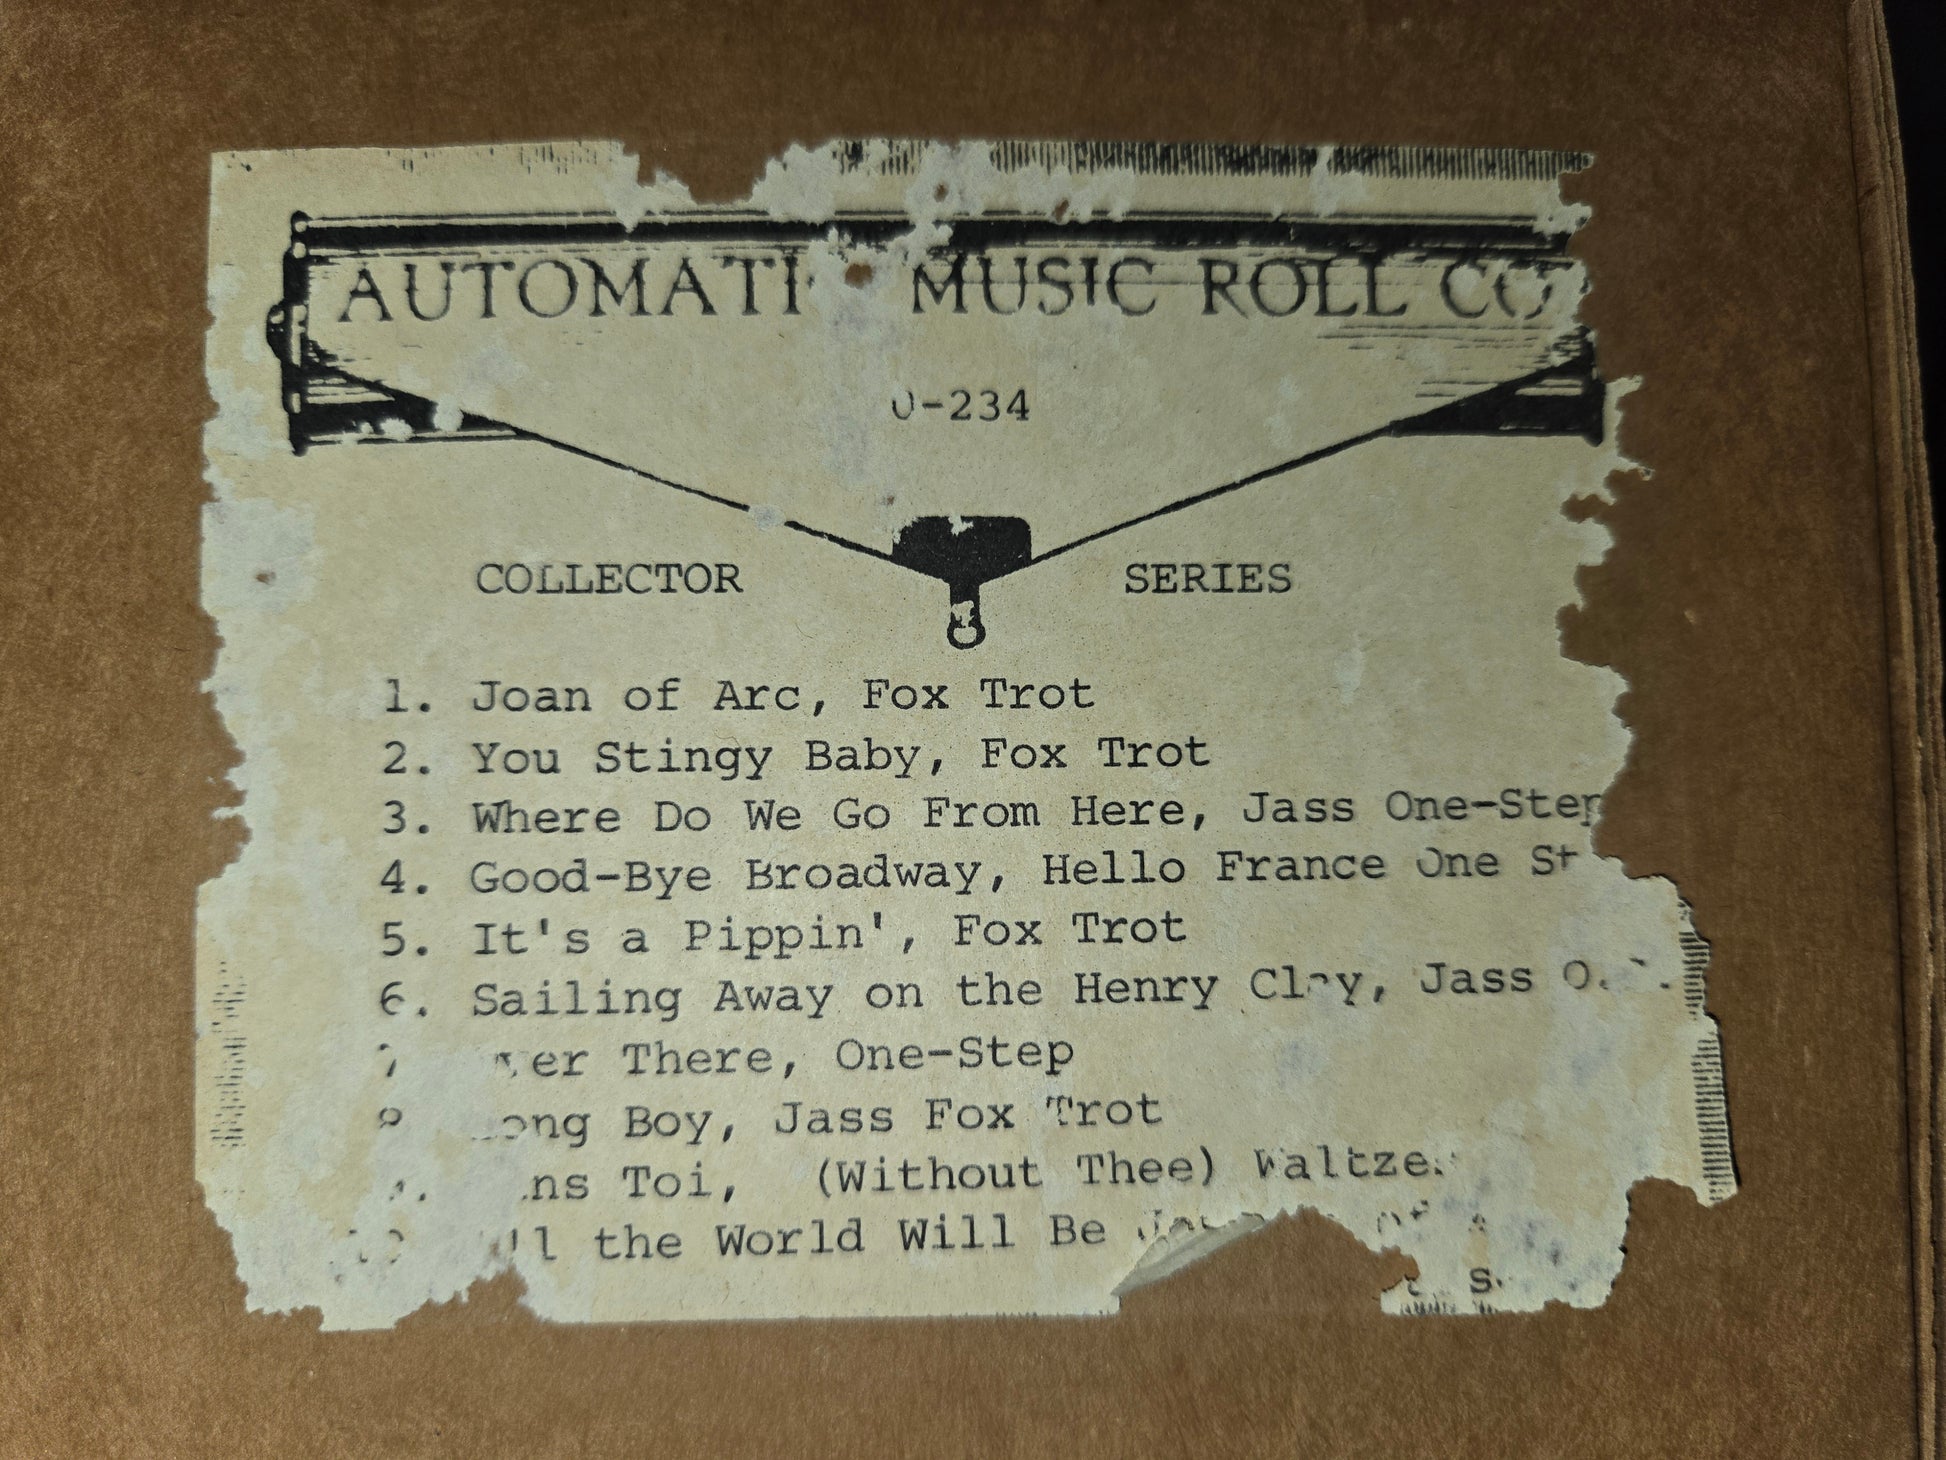 MUSIC ROLL CO
COLLECTOR SERIES
1. Joan of Arc, Fox Trot
2. You Stingy Baby, Fox Trot
3. Where Do We Go From Here, Jass One-Step
4. Good-Bye Broadway, Hello France One
5. It's a Pippin', Fox Trot
6. Sailing Away on the Henry Clay, Jass
There, One-Step
Boy, Jass Fox Trot
Toi, (Without Thee)
the World Will Be